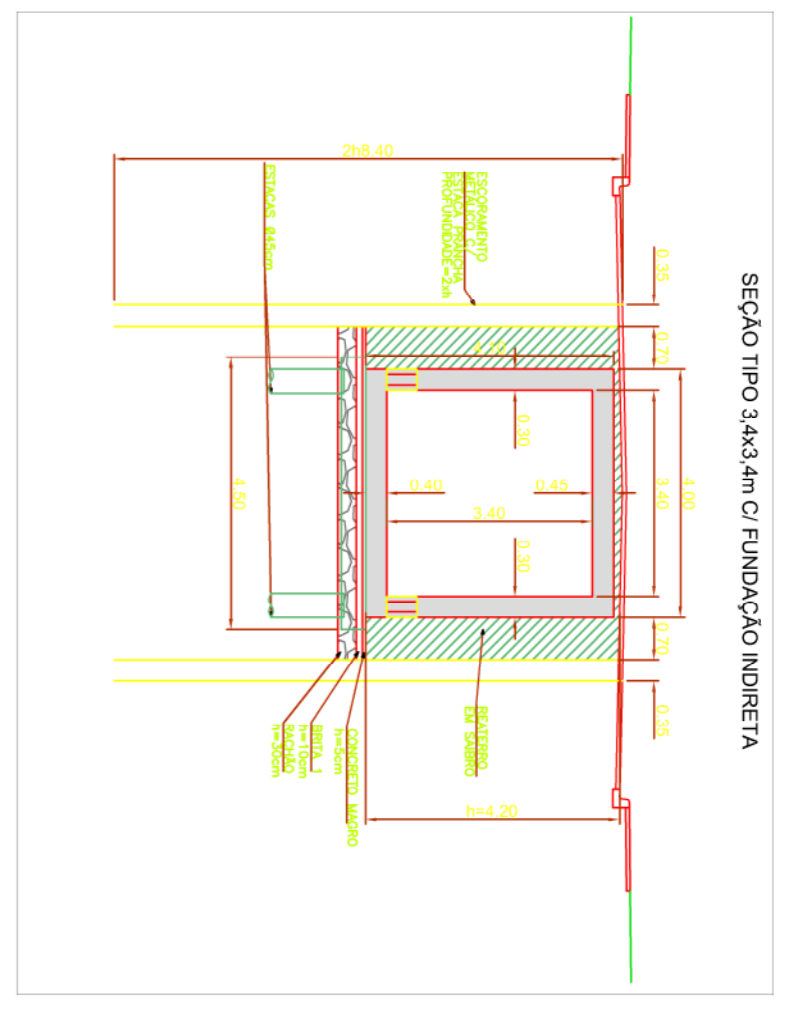 SEÇÃO TIPO 3,4x3,4m C/ FUNDAÇÃO INDIRETA
2h8.40
ESTACAS Ø45cm
ESCORAMENTO
METÁLICO C/
ESTACA PRANCHA
PROFUNDIDADE=2xh
0.35
0.70
4.00
3.40
0.30
0.45
0.40
3.40
4.50
0.30
0.70
0.35
REATERRO
EM SAIBRO
CONCRETO MAGRO
h=5cm
BRITA 1
h=10cm
RACHÃO
h=30cm
h=4.20